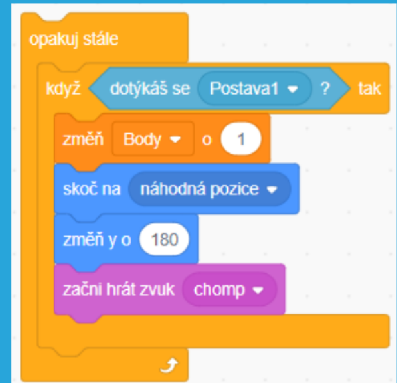 opakuj stále
když dotýkáš se Postava1 ? tak
změň Body o 1
skoč na náhodná pozice
změň y o 180
začni hrát zvuk chomp